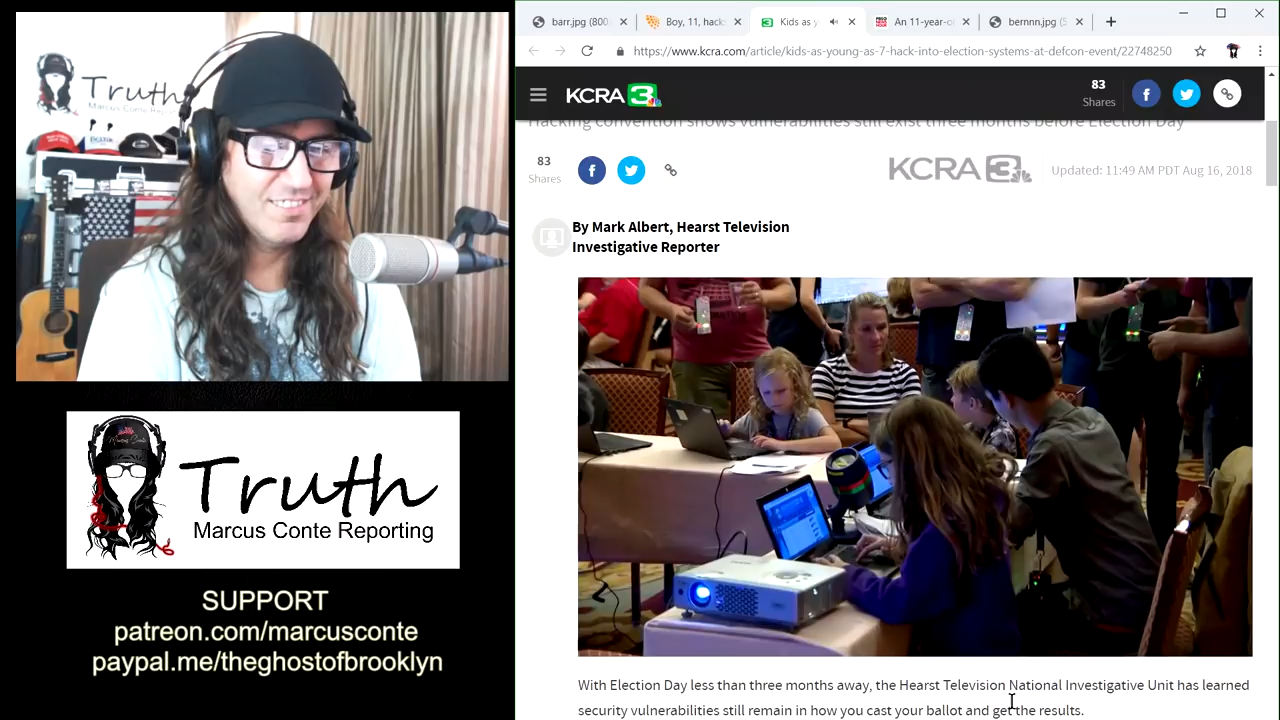 Truth
Marcus Conte Reporting
Truth
Marcus Conte Reporting
SUPPORT
patreon.com/marcusconte
paypal.me/theghostofbrooklyn
barr.jpg (800
Boy, 11, hack
Kids as y
An 11-year-ol
bernnn.jpg (5
https://www.kcra.com/article/kids-as-young-as-7-hack-into-election-systems-at-defcon-event/22748250
KCRA 3
83
Shares
Hacking convention shows vulnerabilities still exist three months before Election Day
83
Shares
KCRA 3
Updated: 11:49 AM PDT Aug 16, 2018
By Mark Albert, Hearst Television
Investigative Reporter
With Election Day less than three months away, the Hearst Television National Investigative Unit has learned
security vulnerabilities still remain in how you cast your ballot and get the results.